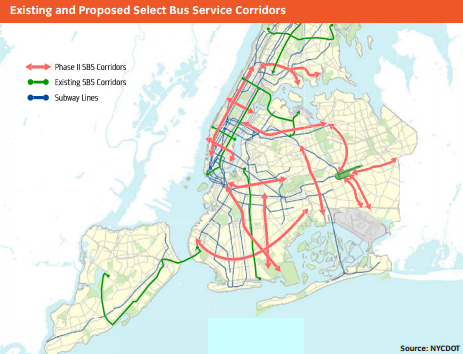 Existing and Proposed Select Bus Service Corridors
Phase II SBS Corridors
Existing SBS Corridors
Subway Lines
Source: NYCDOT